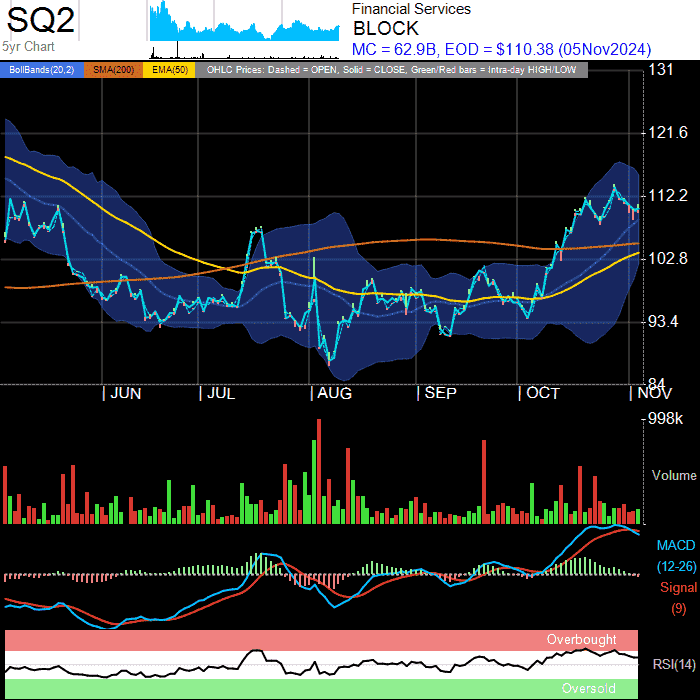 SQ2
5yr Chart
Financial Services
BLOCK
MC = 62.9B, EOD = $110.38 (05Nov2024)
BollBands(20,2) SMA(200) EMA(50) OHLC Prices: Dashed = OPEN, Solid = CLOSE, Green/Red bars = Intra-day HIGH/LOW
131
121.6
112.2
102.8
93.4
84
| JUN | JUL | AUG | SEP | OCT | NOV
998k
Volume
MACD
(12-26)
Signal
(9)
Overbought
RSI(14)
Oversold